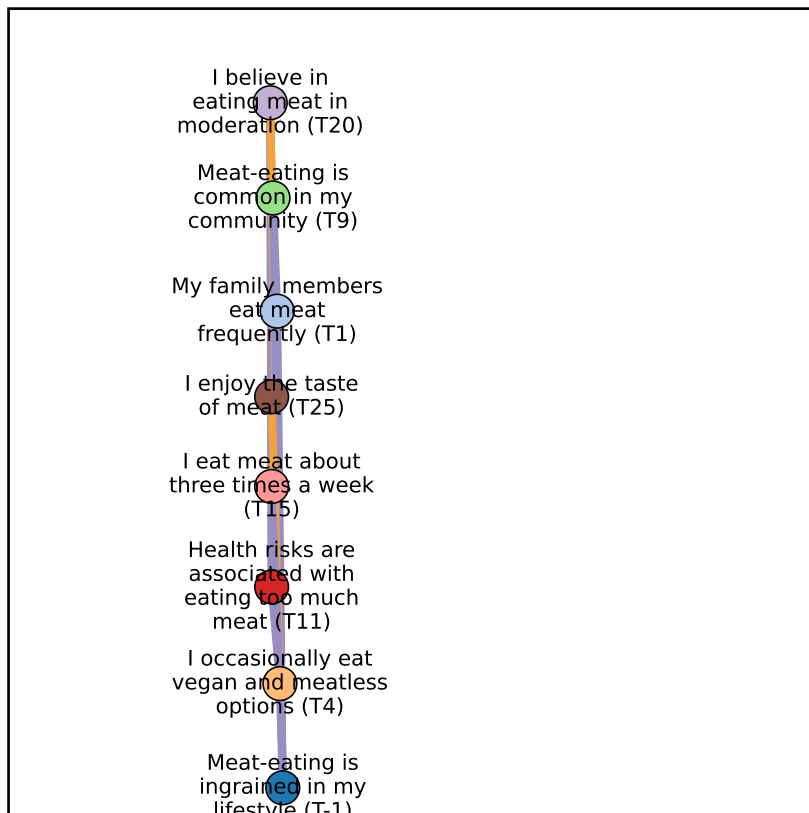 I believe in
eating meat in
moderation (T20)
Meat-eating is
common in my
community (T9)
My family members
eat meat
frequently (T1)
I enjoy the taste
of meat (T25)
I eat meat about
three times a week
(T15)
Health risks are
associated with
eating too much
meat (T11)
I occasionally eat
vegan and meatless
options (T4)
Meat-eating is
ingrained in my
lifestyle (T-1)